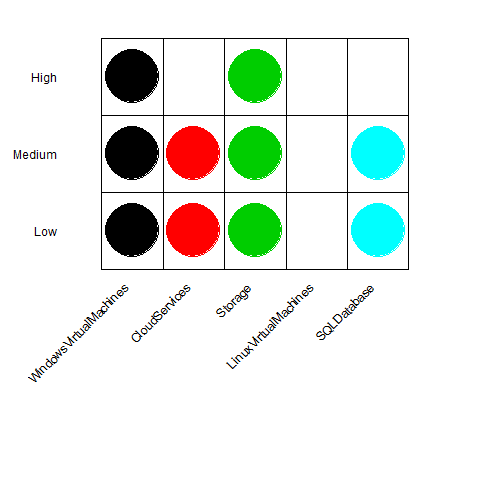 High
Medium
Low
WindowsVirtualMachines
CloudServices
Storage
LinuxVirtualMachines
SQLDatabase